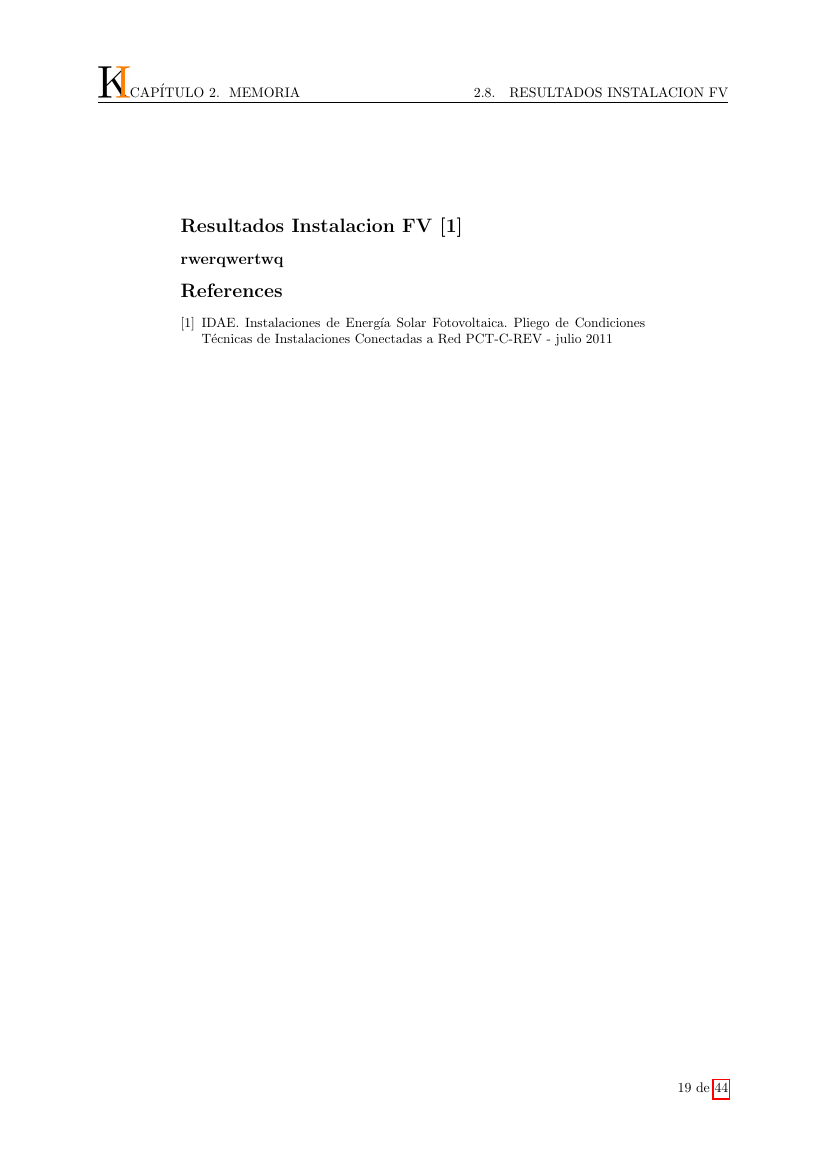 KI CAPÍTULO 2. MEMORIA 2.8. RESULTADOS INSTALACION FV
Resultados Instalacion FV [1]
rwerqwertwq
References
[1] IDAE. Instalaciones de Energía Solar Fotovoltaica. Pliego de Condiciones
Técnicas de Instalaciones Conectadas a Red PCT-C-REV - julio 2011
19 de 44